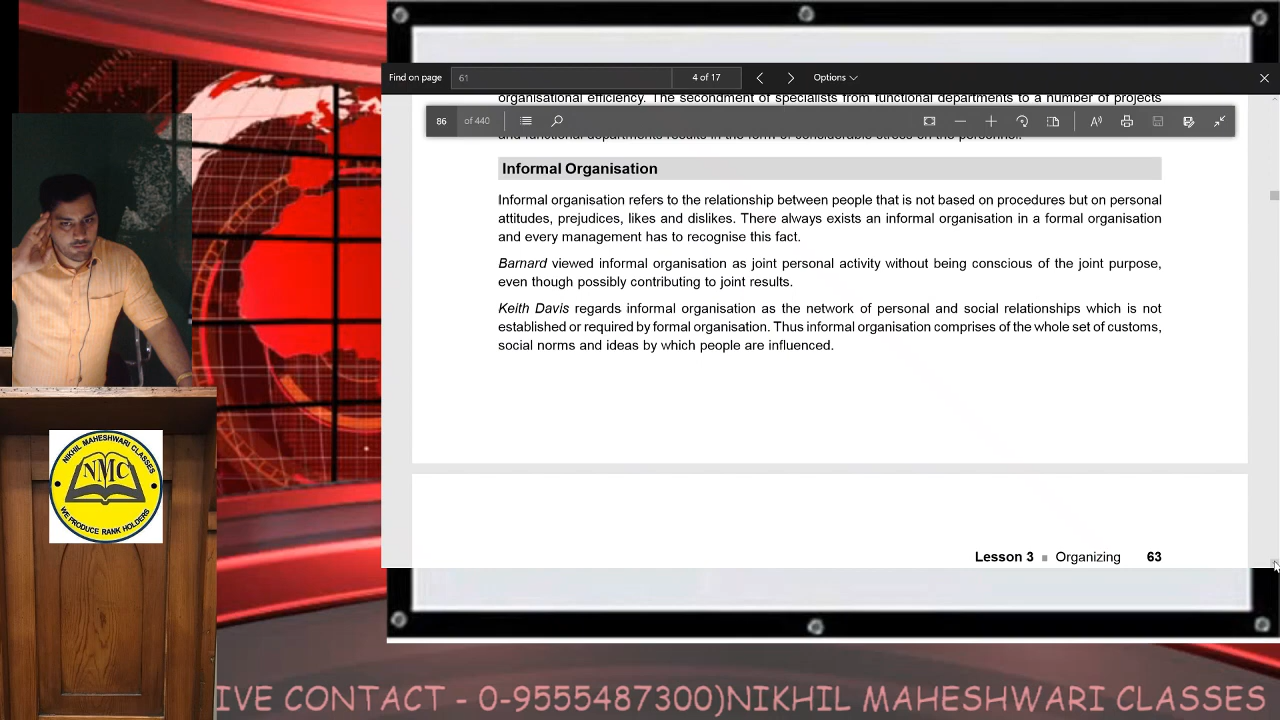 Find on page 61 4 of 17 Options
organisational efficiency. The secondment of specialists from functional departments to a number of projects
86 of 440
Informal Organisation
Informal organisation refers to the relationship between people that is not based on procedures but on personal
attitudes, prejudices, likes and dislikes. There always exists an informal organisation in a formal organisation
and every management has to recognise this fact.
Barnard viewed informal organisation as joint personal activity without being conscious of the joint purpose,
even though possibly contributing to joint results.
Keith Davis regards informal organisation as the network of personal and social relationships which is not
established or required by formal organisation. Thus informal organisation comprises of the whole set of customs,
social norms and ideas by which people are influenced.
Lesson 3 ■ Organizing 63
NIKHIL MAHESHWARI CLASSES
NMC
WE PRODUCE RANK HOLDERS
IVE CONTACT - 0-9555487300)NIKHIL MAHESHWARI CLASSES